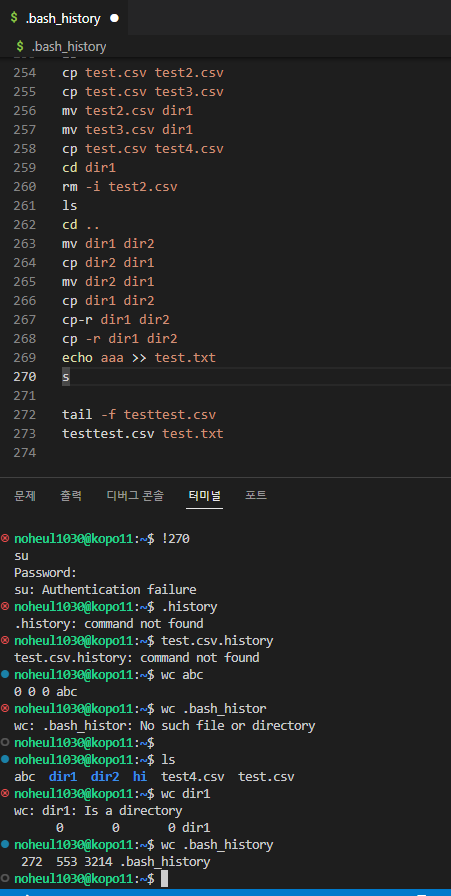 $ .bash_history ●
$ .bash_history
254 cp test.csv test2.csv
255 cp test.csv test3.csv
256 mv test2.csv dir1
257 mv test3.csv dir1
258 cp test.csv test4.csv
259 cd dir1
260 rm -i test2.csv
261 ls
262 cd ..
263 mv dir1 dir2
264 cp dir2 dir1
265 mv dir2 dir1
266 cp dir1 dir2
267 cp-r dir1 dir2
268 cp -r dir1 dir2
269 echo aaa >> test.txt
270 s
271
272 tail -f testtest.csv
273 testtest.csv test.txt
274
문제 출력 디버그 콘솔 터미널 포트
noheul1030@kopo11:~$ !270
su
Password:
su: Authentication failure
noheul1030@kopo11:~$ .history
.history: command not found
noheul1030@kopo11:~$ test.csv.history
test.csv.history: command not found
noheul1030@kopo11:~$ wc abc
0 0 0 abc
noheul1030@kopo11:~$ wc .bash_histor
wc: .bash_histor: No such file or directory
noheul1030@kopo11:~$
noheul1030@kopo11:~$ ls
abc dir1 dir2 hi test4.csv test.csv
noheul1030@kopo11:~$ wc dir1
wc: dir1: Is a directory
0 0 0 dir1
noheul1030@kopo11:~$ wc .bash_history
272 553 3214 .bash_history
noheul1030@kopo11:~$